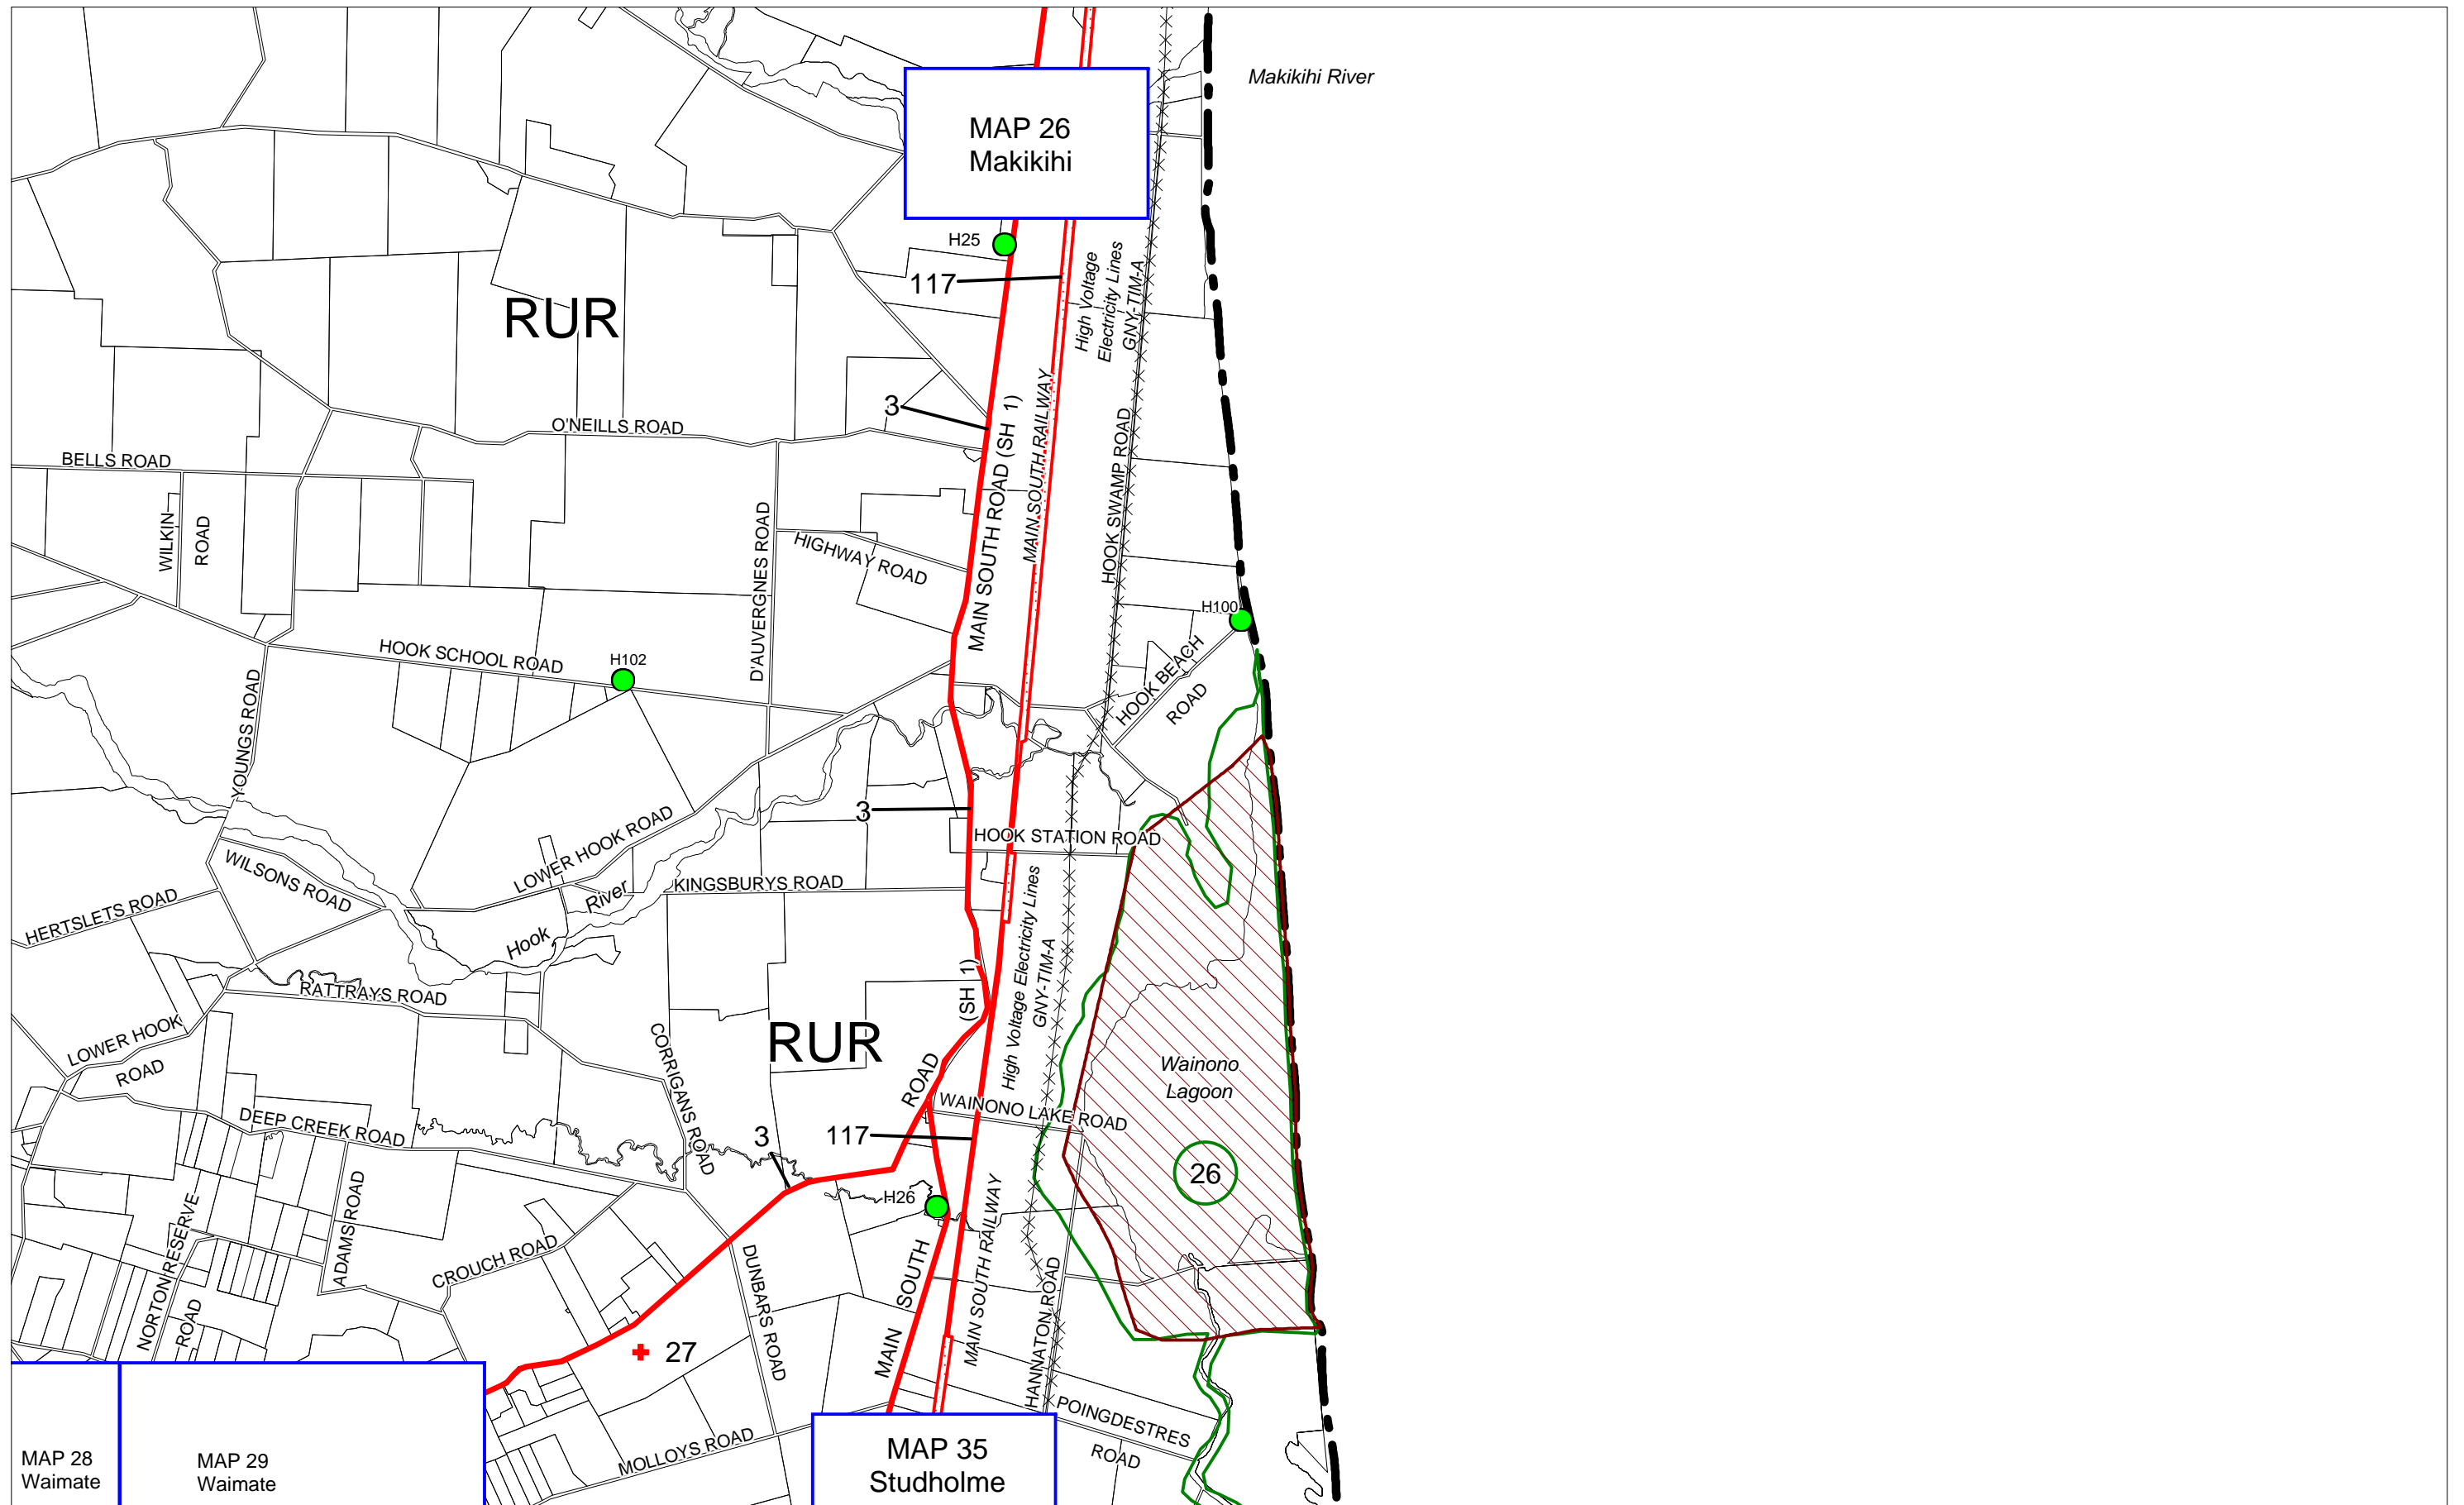 Makikihi River
MAP 26
Makikihi
H25
117
High Voltage
Electricity Lines
GNY-TIM-A
RUR
3
O'NEILLS ROAD
MAIN SOUTH ROAD (SH 1)
MAIN SOUTH RAILWAY
HOOK SWAMP ROAD
BELLS ROAD
WILKIN
ROAD
D'AUVERGNES ROAD
HIGHWAY ROAD
H100
HOOK SCHOOL ROAD
H102
HOOK BEACH
ROAD
YOUNGS ROAD
3
HOOK STATION ROAD
LOWER HOOK ROAD
WILSONS ROAD
KINGSBURYS ROAD
HERTSLETS ROAD
Hook
River
High Voltage Electricity Lines
GNY-TIM-A
RATTRAYS ROAD
(SH 1)
LOWER HOOK
ROAD
RUR
CORRIGANS ROAD
ROAD
Wainono
Lagoon
WAINONO LAKE ROAD
DEEP CREEK ROAD
3
117
26
ADAMS ROAD
NORTON RESERVE
ROAD
H26
CROUCH ROAD
DUNBARS ROAD
SOUTH
MAIN
MAIN SOUTH RAILWAY
HANNATON ROAD
27
POINGDESTRES
ROAD
MOLLOYS ROAD
MAP 28
Waimate
MAP 29
Waimate
MAP 35
Studholme